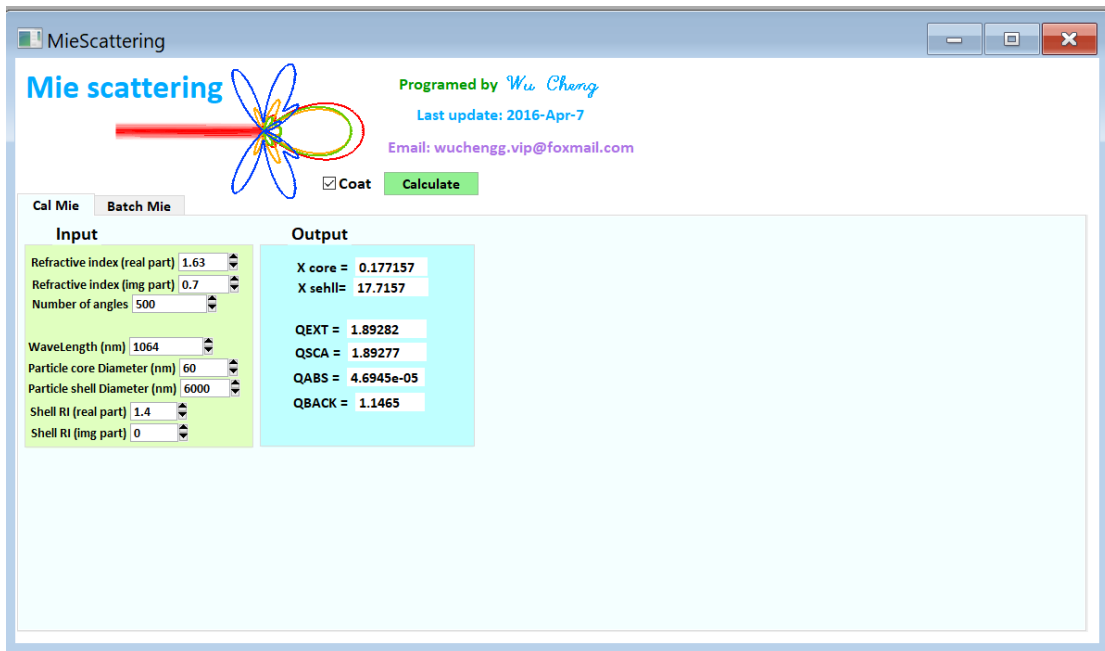 MieScattering
Mie scattering
Programed by Wu Cheng
Last update: 2016-Apr-7
Email: wuchengg.vip@foxmail.com
Coat
Calculate
Cal Mie
Batch Mie
Input
Refractive index (real part) 1.63
Refractive index (img part) 0.7
Number of angles 500
WaveLength (nm) 1064
Particle core Diameter (nm) 60
Particle shell Diameter (nm) 6000
Shell RI (real part) 1.4
Shell RI (img part) 0
Output
X core = 0.177157
X sehll= 17.7157
QEXT = 1.89282
QSCA = 1.89277
QABS = 4.6945e-05
QBACK = 1.1465